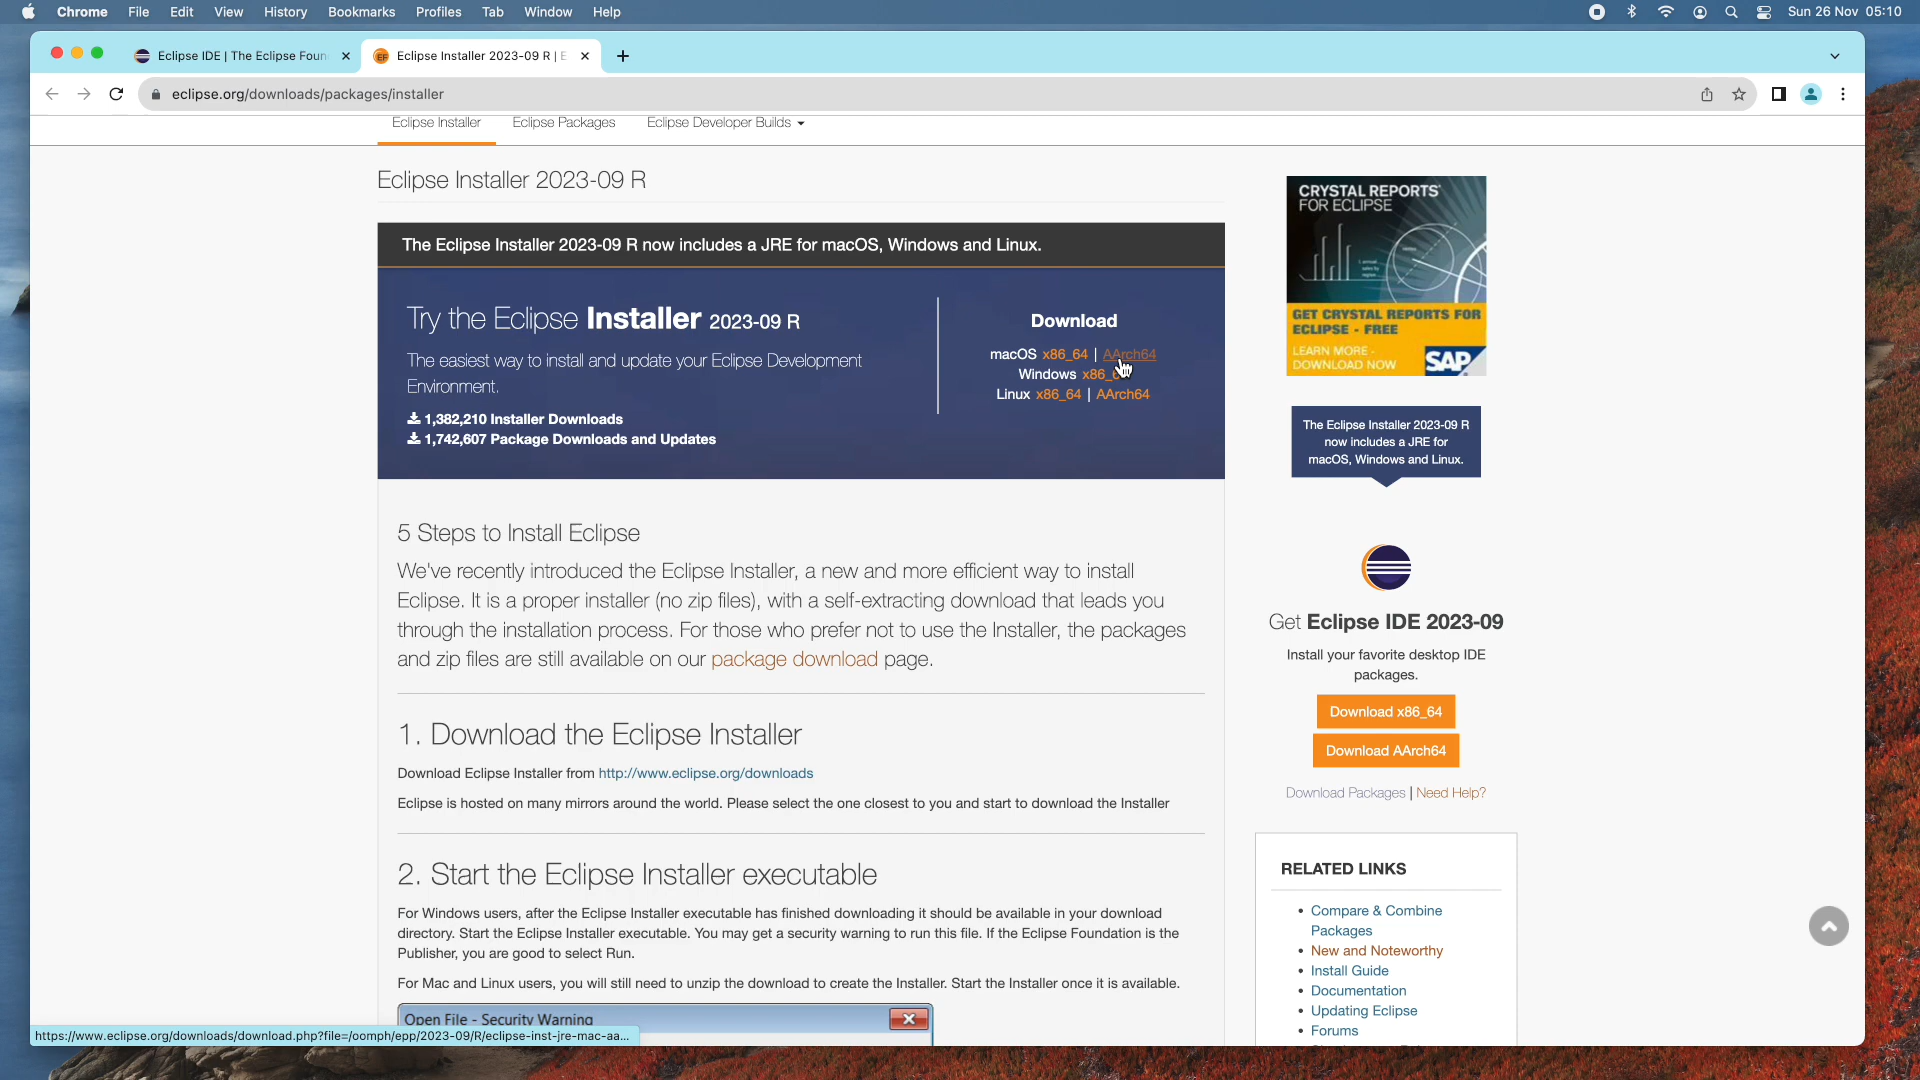 Chrome File Edit View History Bookmarks Profiles Tab Window Help Sun 26 Nov 05:10
Eclipse IDE | The Eclipse Foun Eclipse Installer 2023-09 R | E
eclipse.org/downloads/packages/installer
Eclipse Installer Eclipse Packages Eclipse Developer Builds
Eclipse Installer 2023-09 R
The Eclipse Installer 2023-09 R now includes a JRE for macOS, Windows and Linux.
Try the Eclipse Installer 2023-09 R
The easiest way to install and update your Eclipse Development
Environment.
1,382,210 Installer Downloads
1,742,607 Package Downloads and Updates
Download
macOS x86_64 | AArch64
Windows x86_6
Linux x86_64 | AArch64
5 Steps to Install Eclipse
We've recently introduced the Eclipse Installer, a new and more efficient way to install
Eclipse. It is a proper installer (no zip files), with a self-extracting download that leads you
through the installation process. For those who prefer not to use the Installer, the packages
and zip files are still available on our package download page.
1. Download the Eclipse Installer
Download Eclipse Installer from http://www.eclipse.org/downloads
Eclipse is hosted on many mirrors around the world. Please select the one closest to you and start to download the Installer
2. Start the Eclipse Installer executable
For Windows users, after the Eclipse Installer executable has finished downloading it should be available in your download
directory. Start the Eclipse Installer executable. You may get a security warning to run this file. If the Eclipse Foundation is the
Publisher, you are good to select Run.
For Mac and Linux users, you will still need to unzip the download to create the Installer. Start the Installer once it is available.
Open File - Security Warning
CRYSTAL REPORTS
FOR ECLIPSE
GET CRYSTAL REPORTS FOR
ECLIPSE - FREE
LEARN MORE -
DOWNLOAD NOW
SAP
The Eclipse Installer 2023-09 R
now includes a JRE for
macOS, Windows and Linux.
Get Eclipse IDE 2023-09
Install your favorite desktop IDE
packages.
Download x86_64
Download AArch64
Download Packages | Need Help?
RELATED LINKS
• Compare & Combine
Packages
• New and Noteworthy
• Install Guide
• Documentation
• Updating Eclipse
• Forums
https://www.eclipse.org/downloads/download.php?file=/oomph/epp/2023-09/R/eclipse-inst-jre-mac-aa...